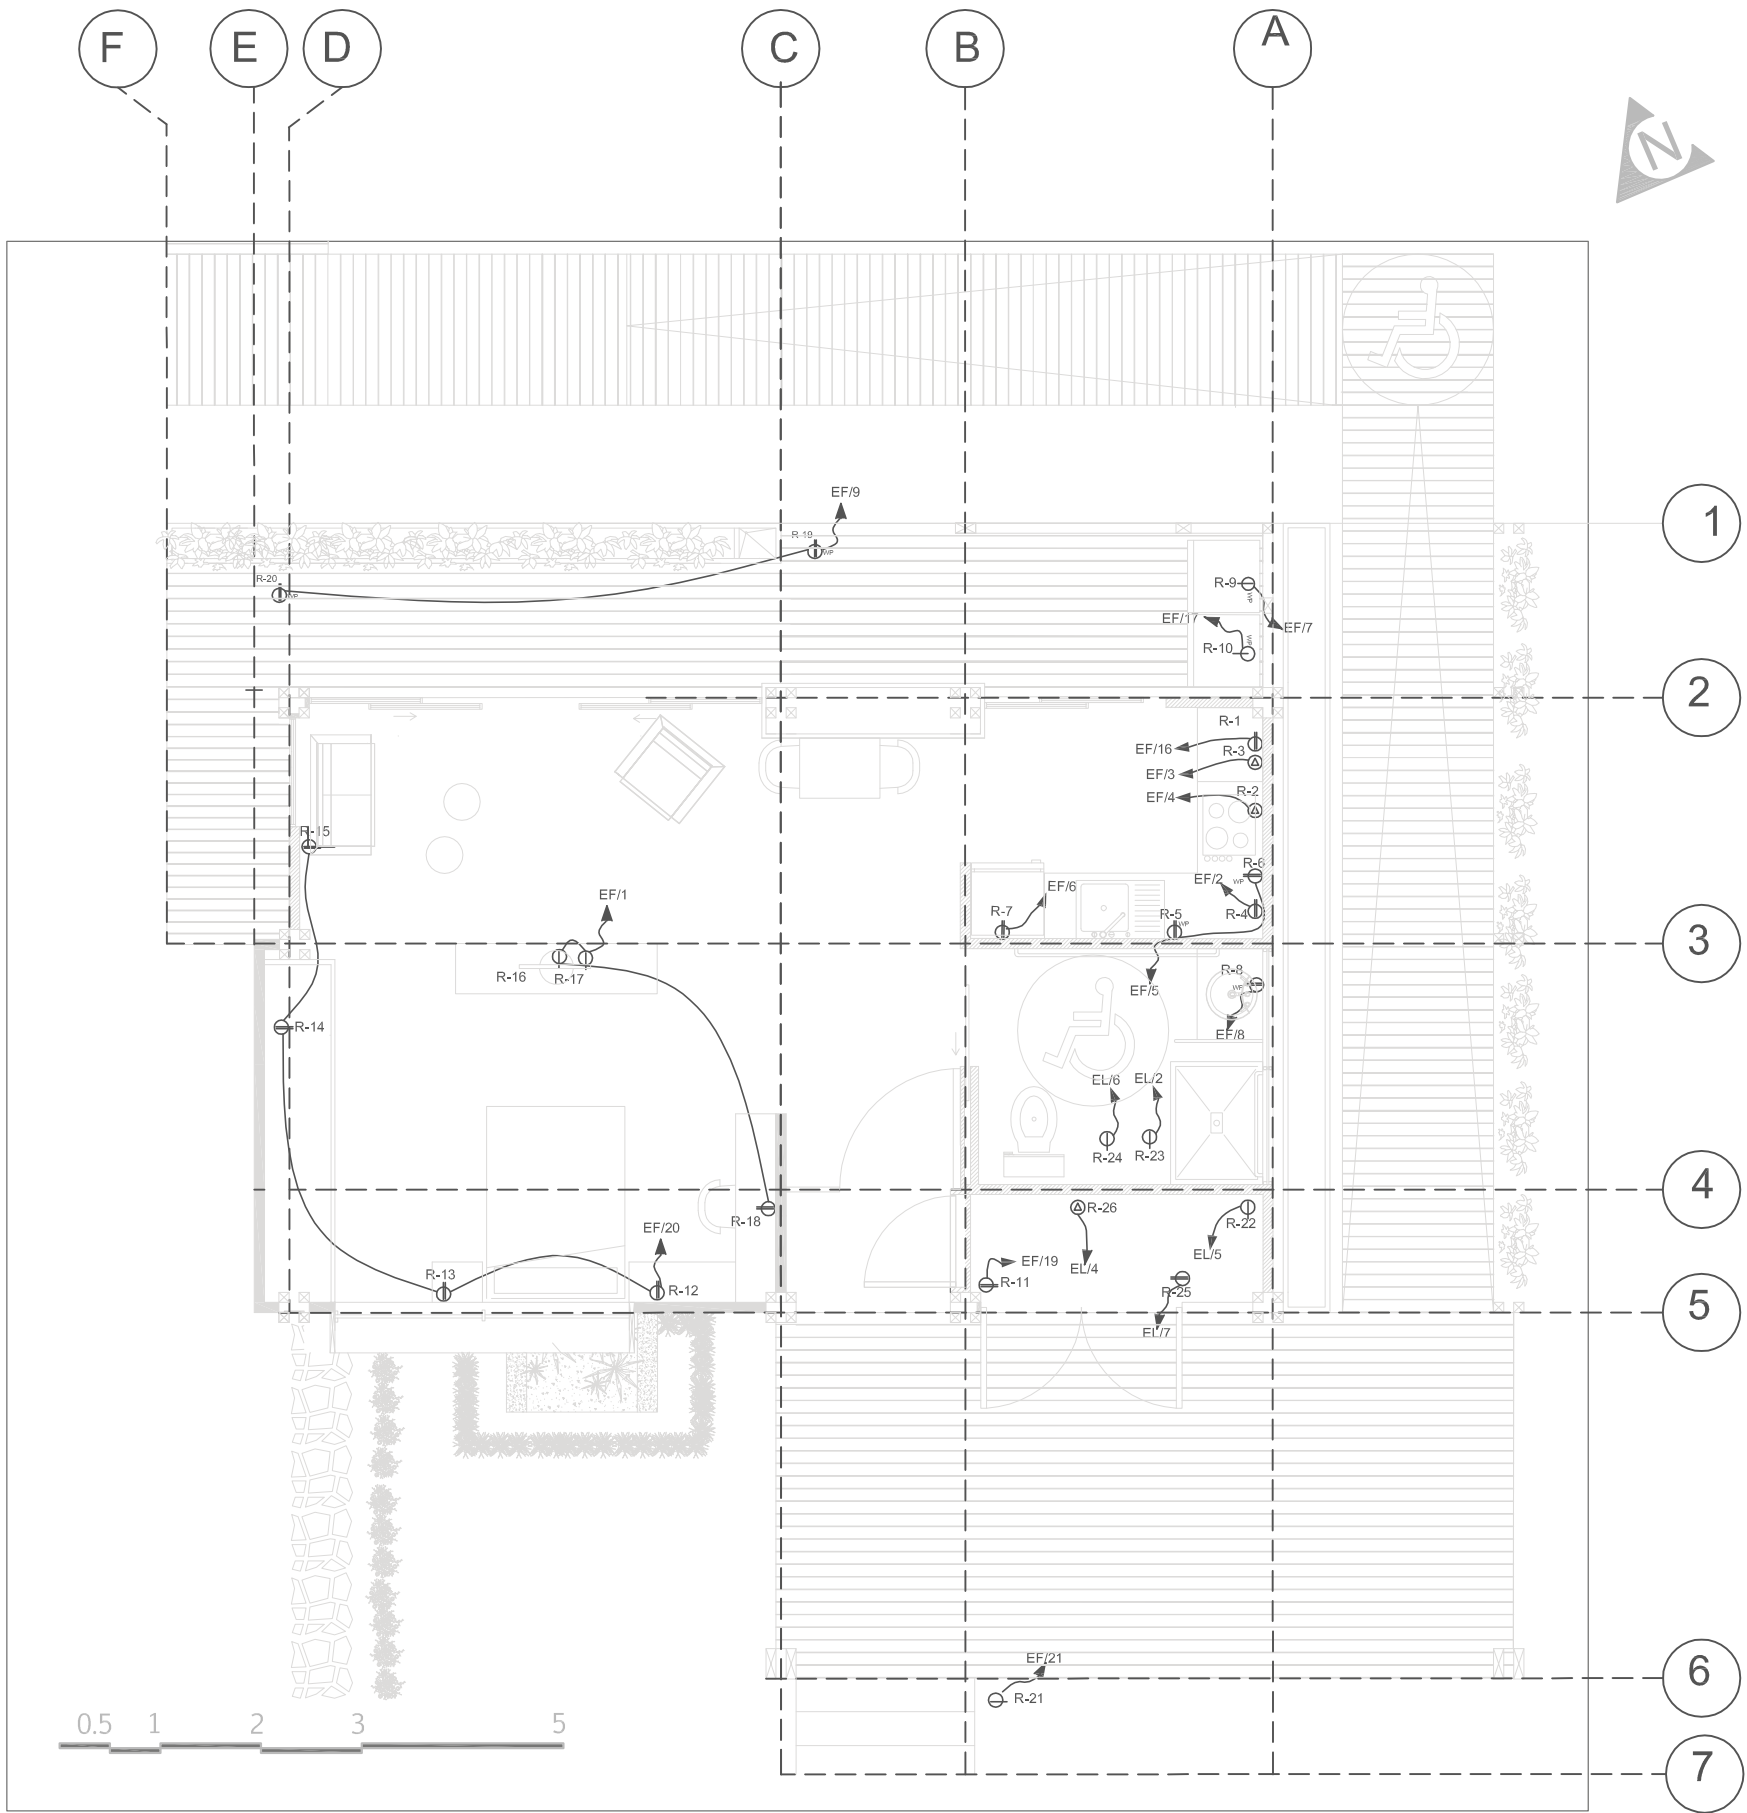 F E D C B A
N
1
EF/9
R-19
WP
R-20
WP
R-9
WP
EF/17
EF/7
R-10
WP
2
R-1
EF/16
R-3
EF/3
EF/4
R-2
R-15
R-6
EF/2
WP
EF/6
EF/1
R-7
R-5
WP
R-4
3
R-16
R-17
R-8
WP
EF/5
R-14
EF/8
EL/6
EL/2
R-24
R-23
4
R-26
R-22
R-18
EF/20
EL/5
EF/19
EL/4
R-13
R-11
R-12
R-25
5
EL/7
EF/21
6
R-21
0.5 1 2 3 5
7